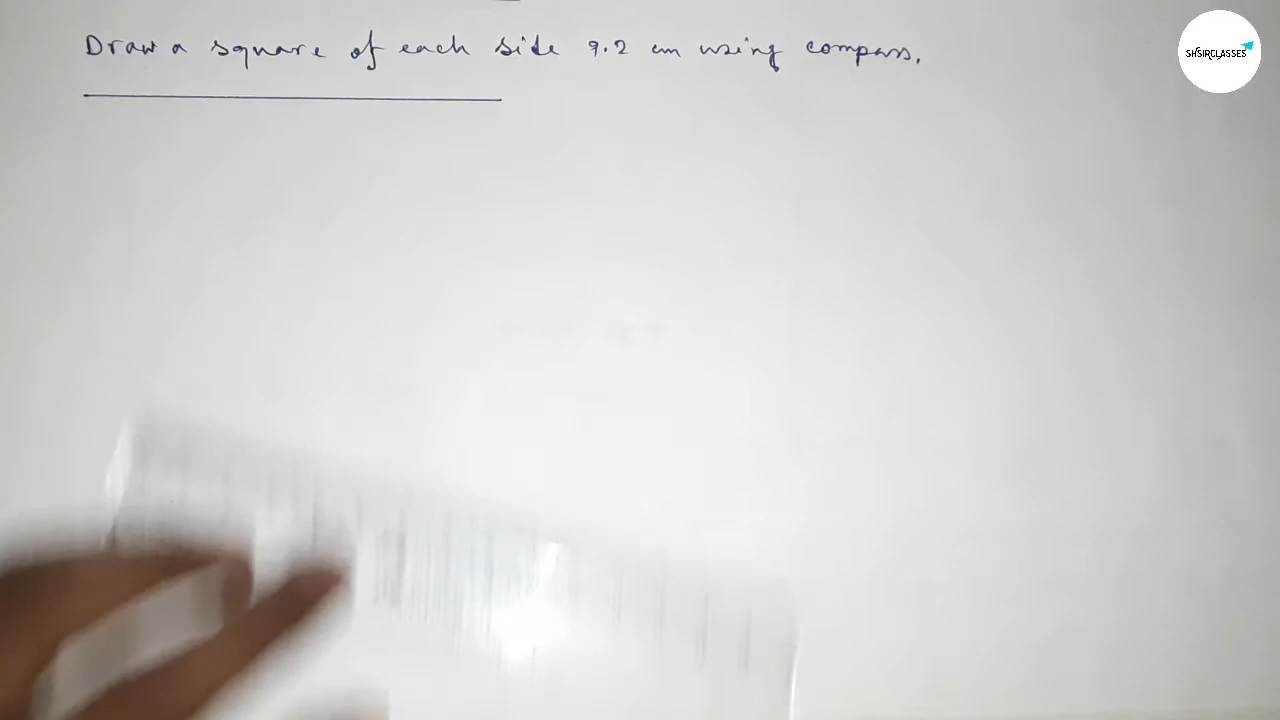 Draw a square of each side 9.2 cm using compass.
SHSIRCLASSES